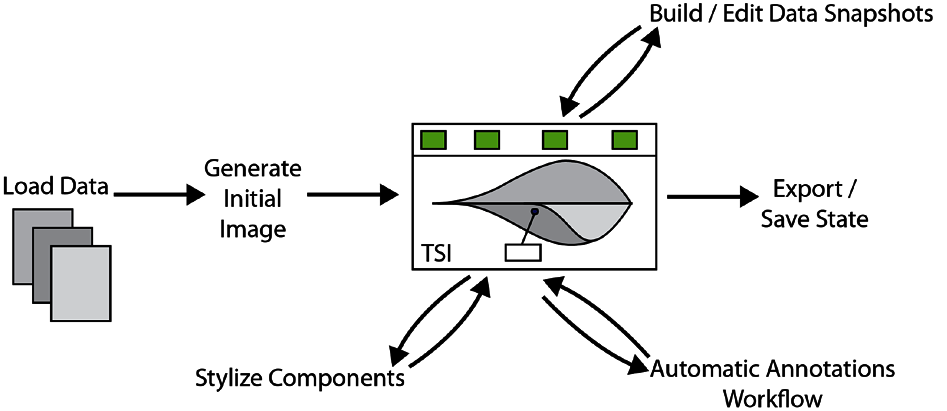 Build / Edit Data Snapshots
Load Data
Generate
Initial
Image
TSI
Export /
Save State
Stylize Components
Automatic Annotations
Workflow